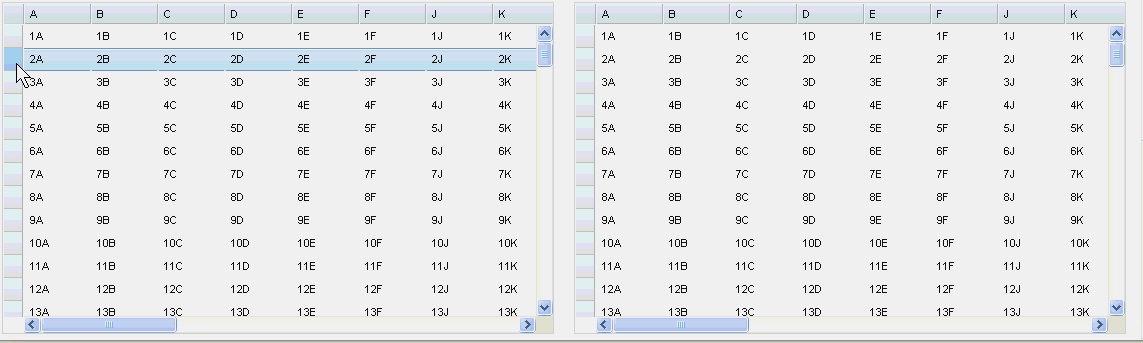 A B C D E F J K
1A 1B 1C 1D 1E 1F 1J 1K
2A 2B 2C 2D 2E 2F 2J 2K
3A 3B 3C 3D 3E 3F 3J 3K
4A 4B 4C 4D 4E 4F 4J 4K
5A 5B 5C 5D 5E 5F 5J 5K
6A 6B 6C 6D 6E 6F 6J 6K
7A 7B 7C 7D 7E 7F 7J 7K
8A 8B 8C 8D 8E 8F 8J 8K
9A 9B 9C 9D 9E 9F 9J 9K
10A 10B 10C 10D 10E 10F 10J 10K
11A 11B 11C 11D 11E 11F 11J 11K
12A 12B 12C 12D 12E 12F 12J 12K
13A 13B 13C 13D 13E 13F 13J 13K
A B C D E F J K
1A 1B 1C 1D 1E 1F 1J 1K
2A 2B 2C 2D 2E 2F 2J 2K
3A 3B 3C 3D 3E 3F 3J 3K
4A 4B 4C 4D 4E 4F 4J 4K
5A 5B 5C 5D 5E 5F 5J 5K
6A 6B 6C 6D 6E 6F 6J 6K
7A 7B 7C 7D 7E 7F 7J 7K
8A 8B 8C 8D 8E 8F 8J 8K
9A 9B 9C 9D 9E 9F 9J 9K
10A 10B 10C 10D 10E 10F 10J 10K
11A 11B 11C 11D 11E 11F 11J 11K
12A 12B 12C 12D 12E 12F 12J 12K
13A 13B 13C 13D 13E 13F 13J 13K